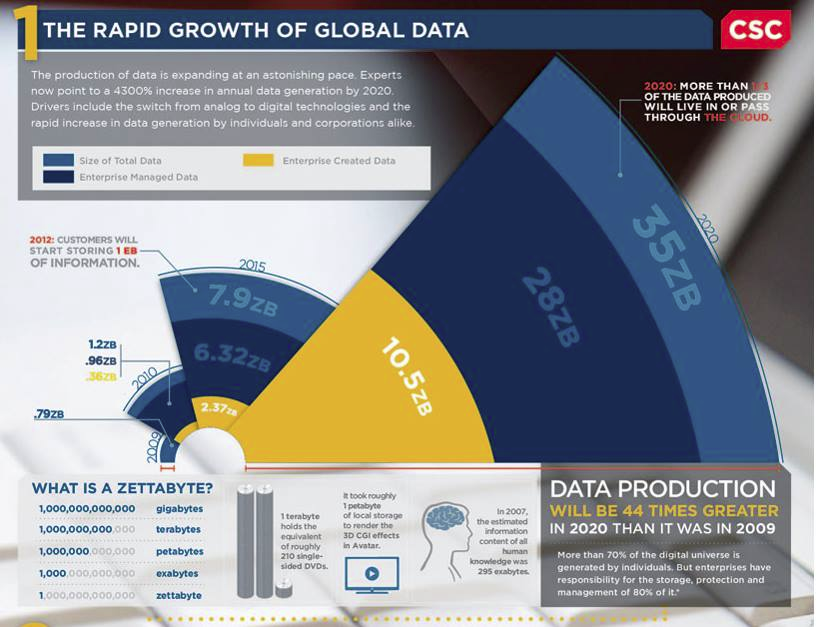 1 THE RAPID GROWTH OF GLOBAL DATA
CSC
The production of data is expanding at an astonishing pace. Experts
now point to a 4300% increase in annual data generation by 2020.
Drivers include the switch from analog to digital technologies and the
rapid increase in data generation by individuals and corporations alike.
Size of Total Data
Enterprise Created Data
Enterprise Managed Data
2020: MORE THAN 1/3
OF THE DATA PRODUCED
WILL LIVE IN OR PASS
THROUGH THE CLOUD.
2012: CUSTOMERS WILL
START STORING 1 EB
OF INFORMATION.
2015
7.9ZB
6.32ZB
2.37ZB
2020
35ZB
28ZB
10.5ZB
1.2ZB
.96ZB
.36ZB
2010
.79ZB
2009
WHAT IS A ZETTABYTE?
1,000,000,000,000 gigabytes
1,000,000,000,000 terabytes
1,000,000,000,000 petabytes
1,000,000,000,000 exabytes
1,000,000,000,000 zettabyte
1 terabyte
holds the
equivalent
of roughly
210 single-
sided DVDs.
It took roughly
1 petabyte
of local storage
to render the
3D CGI effects
in Avatar.
In 2007,
the estimated
information
content of all
human
knowledge was
295 exabytes.
DATA PRODUCTION
WILL BE 44 TIMES GREATER
IN 2020 THAN IT WAS IN 2009
More than 70% of the digital universe is
generated by individuals. But enterprises have
responsibility for the storage, protection and
management of 80% of it.*